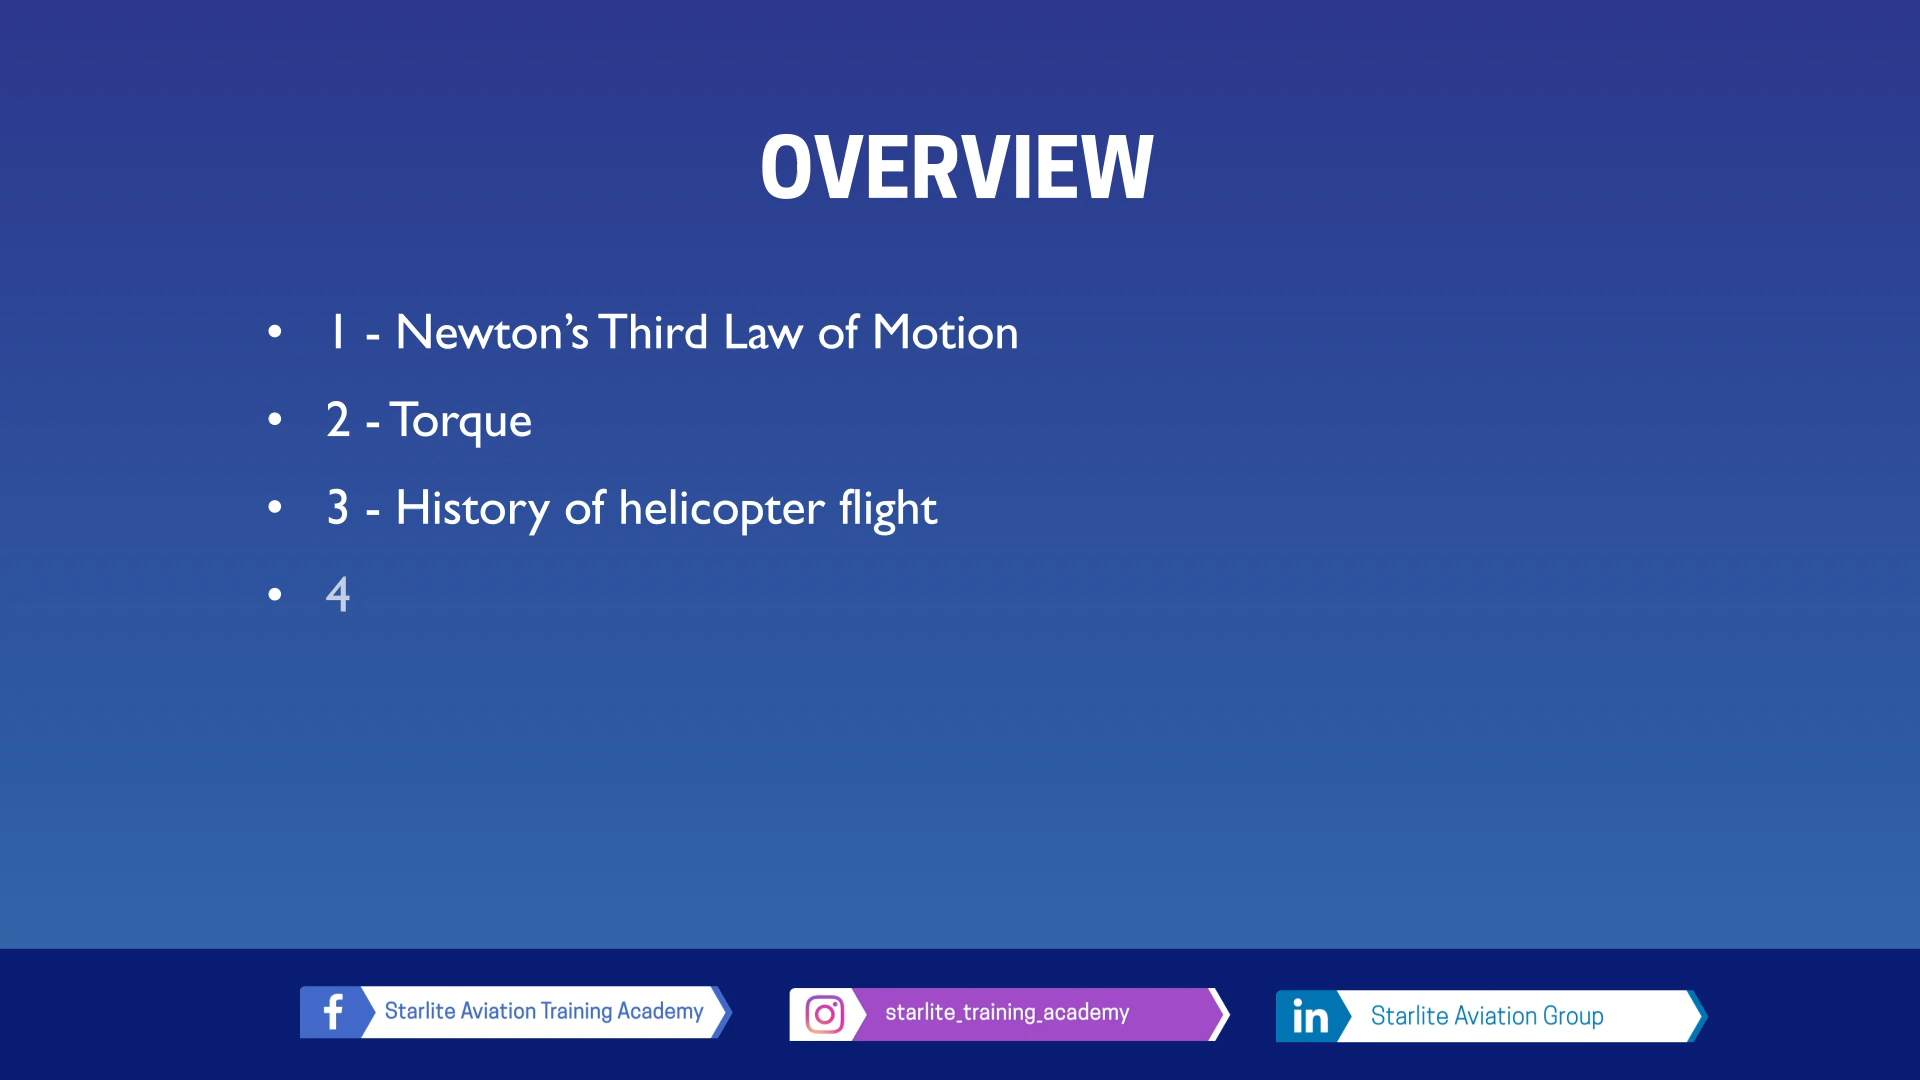 OVERVIEW
• 1 - Newton’s Third Law of Motion
• 2 - Torque
• 3 - History of helicopter flight
• 4
Starlite Aviation Training Academy
starlite_training_academy
in Starlite Aviation Group